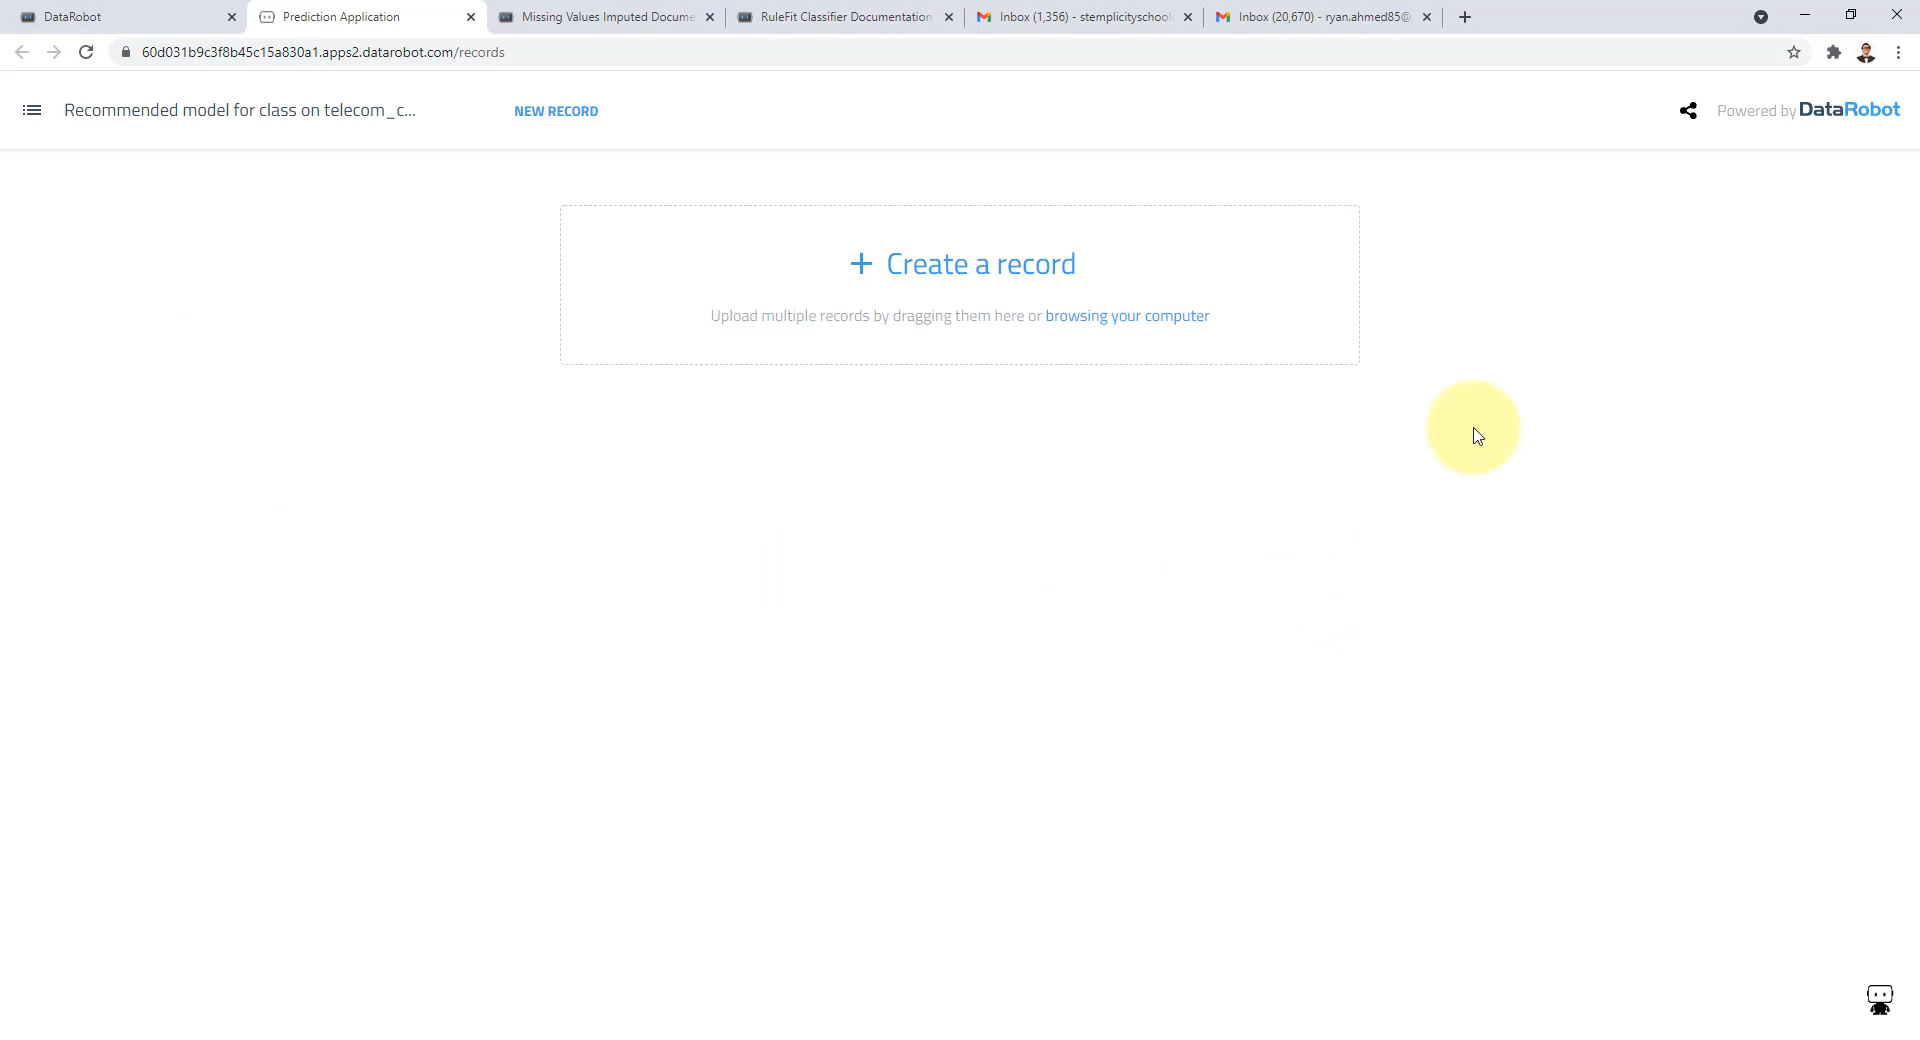 DataRobot
Prediction Application
Missing Values Imputed Docume
RuleFit Classifier Documentation
Inbox (1,356) - stemplicityschool
Inbox (20,670) - ryan.ahmed85@
60d031b9c3f8b45c15a830a1.apps2.datarobot.com/records
Recommended model for class on telecom_c...
NEW RECORD
Powered by DataRobot
+ Create a record
Upload multiple records by dragging them here or browsing your computer